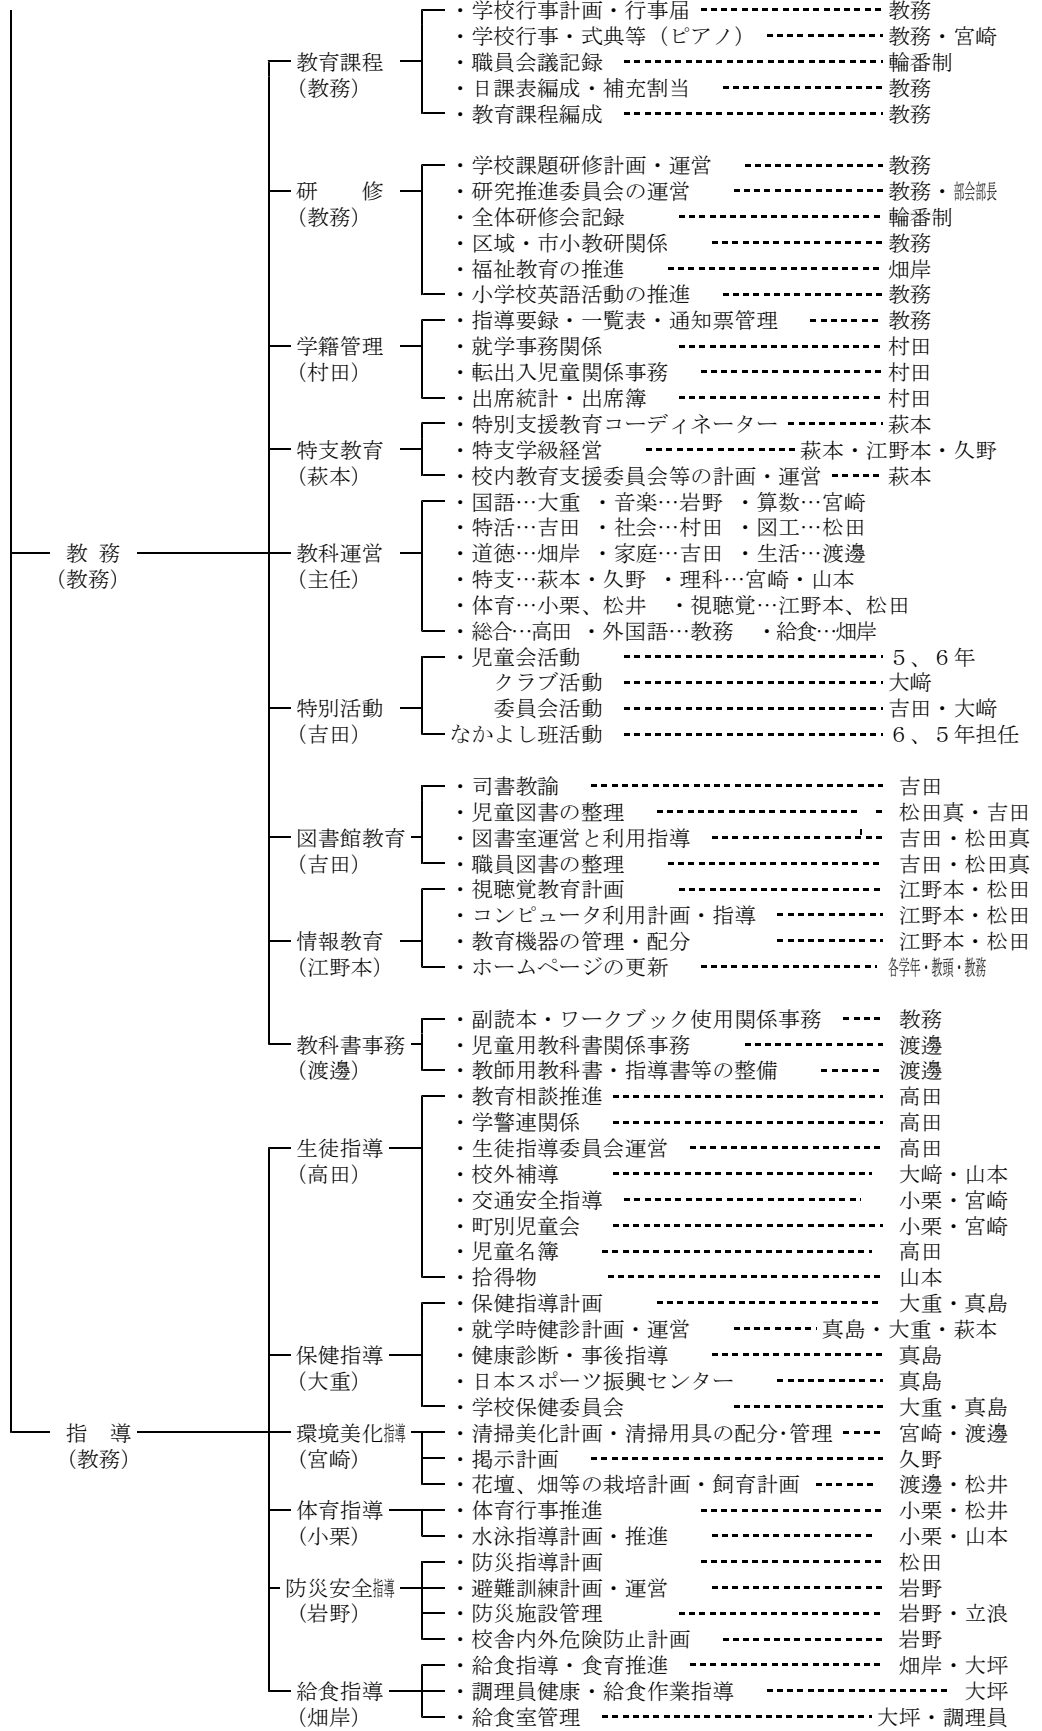 ・学校行事計画・行事届 教務
・学校行事・式典等（ピアノ） 教務・宮崎
教育課程 ・職員会議記録 輪番制
（教務） ・日課表編成・補充割当 教務
・教育課程編成 教務
・学校課題研修計画・運営 教務
研　　修 ・研究推進委員会の運営 教務・部会部長
（教務） ・全体研修会記録 輪番制
・区域・市小教研関係 教務
・福祉教育の推進 畑岸
・小学校英語活動の推進 教務
・指導要録・一覧表・通知票管理 教務
学籍管理 ・就学事務関係 村田
（村田） ・転出入児童関係事務 村田
・出席統計・出席簿 村田
・特別支援教育コーディネーター 萩本
特支教育 ・特支学級経営 萩本・江野本・久野
（萩本） ・校内教育支援委員会等の計画・運営 萩本
・国語…大重 ・音楽…岩野 ・算数…宮崎
・特活…吉田 ・社会…村田 ・図工…松田
教 務 教科運営 ・道徳…畑岸 ・家庭…吉田 ・生活…渡邊
（教務） （主任） ・特支…萩本・久野 ・理科…宮崎・山本
・体育…小栗、松井 ・視聴覚…江野本、松田
・総合…高田 ・外国語…教務 ・給食…畑岸
・児童会活動 ５、６年
クラブ活動 大﨑
特別活動 委員会活動 吉田・大﨑
（吉田） なかよし班活動 ６、５年担任
・司書教諭 吉田
・児童図書の整理 松田真・吉田
図書館教育 ・図書室運営と利用指導 吉田・松田真
（吉田） ・職員図書の整理 吉田・松田真
・視聴覚教育計画 江野本・松田
・コンピュータ利用計画・指導 江野本・松田
情報教育 ・教育機器の管理・配分 江野本・松田
（江野本） ・ホームページの更新 各学年・教頭・教務
・副読本・ワークブック使用関係事務 教務
教科書事務 ・児童用教科書関係事務 渡邊
（渡邊） ・教師用教科書・指導書等の整備 渡邊
・教育相談推進 高田
・学警連関係 高田
生徒指導 ・生徒指導委員会運営 高田
（高田） ・校外補導 大﨑・山本
・交通安全指導 小栗・宮崎
・町別児童会 小栗・宮崎
・児童名簿 高田
・拾得物 山本
・保健指導計画 大重・真島
・就学時健診計画・運営 真島・大重・萩本
保健指導 ・健康診断・事後指導 真島
（大重） ・日本スポーツ振興センター 真島
・学校保健委員会 大重・真島
指　導 環境美化指導 ・清掃美化計画・清掃用具の配分・管理 宮崎・渡邊
（教務） （宮崎） ・掲示計画 久野
・花壇、畑等の栽培計画・飼育計画 渡邊・松井
体育指導 ・体育行事推進 小栗・松井
（小栗） ・水泳指導計画・推進 小栗・山本
・防災指導計画 松田
防災安全指導 ・避難訓練計画・運営 岩野
（岩野） ・防災施設管理 岩野・立浪
・校舎内外危険防止計画 岩野
・給食指導・食育推進 畑岸・大坪
給食指導 ・調理員健康・給食作業指導 大坪
（畑岸） ・給食室管理 大坪・調理員